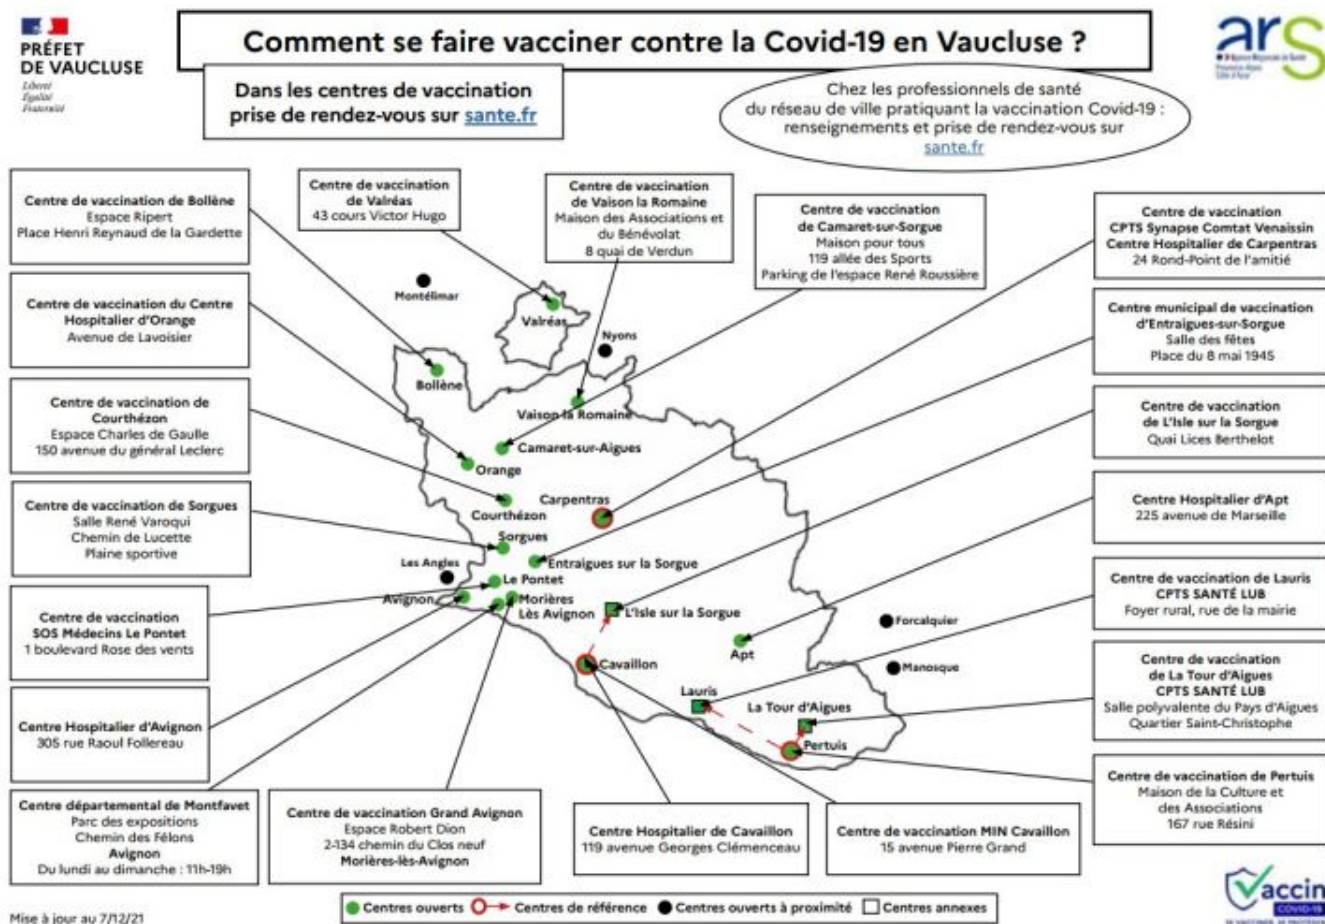 PRÉFET
DE VAUCLUSE
Liberté
Égalité
Fraternité
Comment se faire vacciner contre la Covid-19 en Vaucluse ?
ars
Dans les centres de vaccination
prise de rendez-vous sur sante.fr
Chez les professionnels de santé
du réseau de ville pratiquant la vaccination Covid-19 :
renseignements et prise de rendez-vous sur
sante.fr
Centre de vaccination de Bollène
Espace Ripert
Place Henri Reynaud de la Gardette
Centre de vaccination
de Valréas
43 cours Victor Hugo
Centre de vaccination
de Vaison la Romaine
Maison des Associations et
du Bénévolat
8 quai de Verdun
Centre de vaccination
de Camaret-sur-Sorgue
Maison pour tous
119 allée des Sports
Parking de l'espace René Roussière
Centre de vaccination
CPTS Synapse Comtat Venaissin
Centre Hospitalier de Carpentras
24 Rond-Point de l'amitié
Centre de vaccination du Centre
Hospitalier d'Orange
Avenue de Lavoisier
Centre municipal de vaccination
d'Entraigues-sur-Sorgue
Salle des fêtes
Place du 8 mai 1945
Centre de vaccination de
Courthézon
Espace Charles de Gaulle
150 avenue du général Leclerc
Centre de vaccination
de L'Isle sur la Sorgue
Quai Lices Berthelot
Centre de vaccination de Sorgues
Salle René Varoqui
Chemin de Lucette
Plaine sportive
Centre Hospitalier d'Apt
225 avenue de Marseille
Centre de vaccination
SOS Médecins Le Pontet
1 boulevard Rose des vents
Centre de vaccination de Lauris
CPTS SANTÉ LUB
Foyer rural, rue de la mairie
Centre Hospitalier d'Avignon
305 rue Raoul Follereau
Centre de vaccination
de La Tour d'Aigues
CPTS SANTÉ LUB
Salle polyvalente du Pays d'Aigues
Quartier Saint-Christophe
Centre départemental de Montfavet
Parc des expositions
Chemin des Félons
Avignon
Du lundi au dimanche : 11h-19h
Centre de vaccination Grand Avignon
Espace Robert Dion
2-134 chemin du Clos neuf
Morières-lès-Avignon
Centre Hospitalier de Cavaillon
119 avenue Georges Clémenceau
Centre de vaccination MIN Cavaillon
15 avenue Pierre Grand
Centre de vaccination de Pertuis
Maison de la Culture et
des Associations
167 rue Résini
Montélimar
Valréas
Nyons
Bollène
Vaison la Romaine
Camaret-sur-Aigues
Orange
Carpentras
Courthézon
Sorgues
Entraigues sur la Sorgue
Les Angles
Le Pontet
Avignon
Morières
Lès Avignon
L'Isle sur la Sorgue
Forcalquier
Apt
Cavaillon
Manosque
Lauris
La Tour d'Aigues
Pertuis
Centres ouverts
Centres de référence
Centres ouverts à proximité
Centres annexes
Mise à jour au 7/12/21
Vaccin
COVID-19